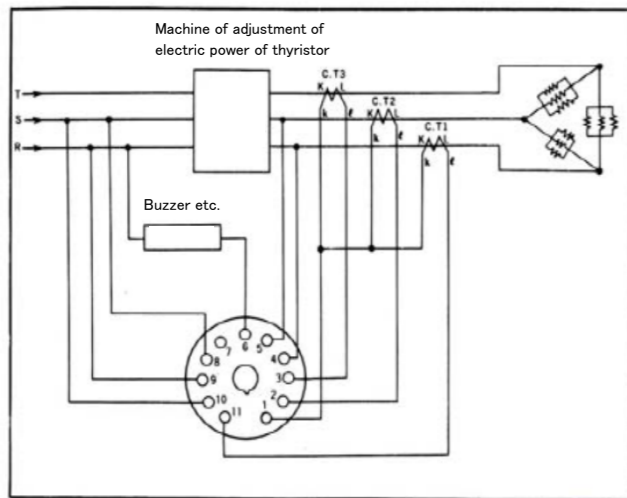 Machine of adjustment of
electric power of thyristor
C.T3
K L
T
C.T2
k ℓ
K L
S
C.T1
k ℓ
K L
R
k ℓ
Buzzer etc.
6
7
5
8
4
9
3
10
2
11
1